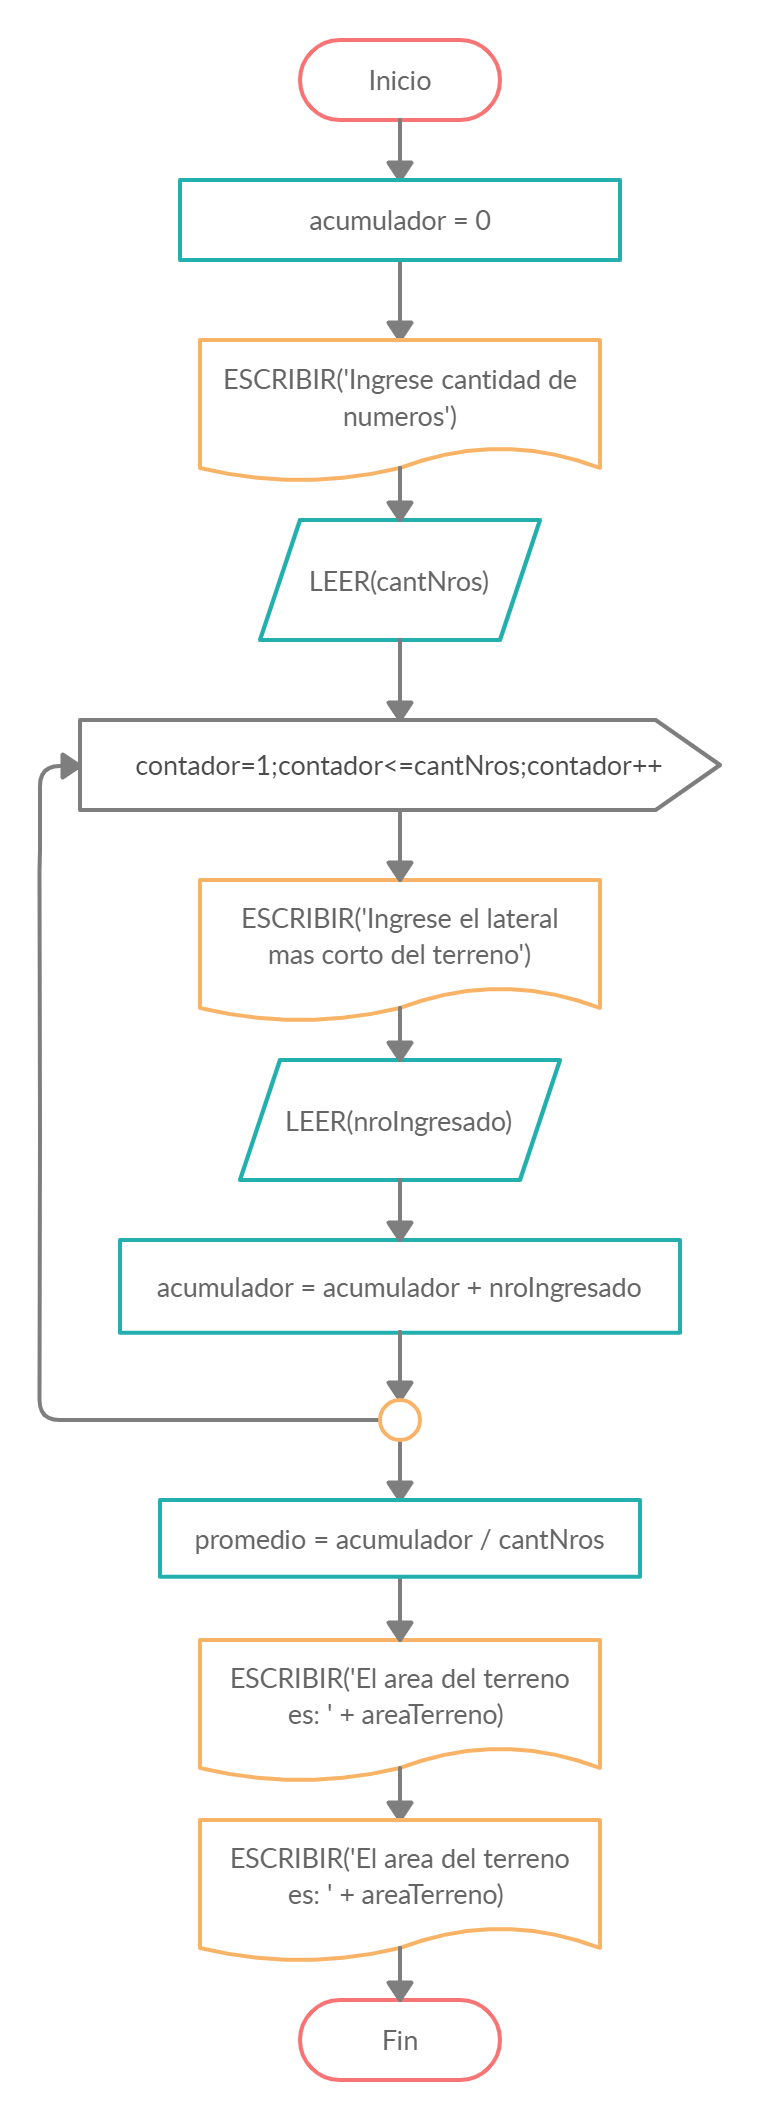 Inicio
acumulador = 0
ESCRIBIR('Ingrese cantidad de
numeros')
LEER(cantNros)
contador=1;contador<=cantNros;contador++
ESCRIBIR('Ingrese el lateral
mas corto del terreno')
LEER(nroIngresado)
acumulador = acumulador + nroIngresado
promedio = acumulador / cantNros
ESCRIBIR('El area del terreno
es: ' + areaTerreno)
ESCRIBIR('El area del terreno
es: ' + areaTerreno)
Fin